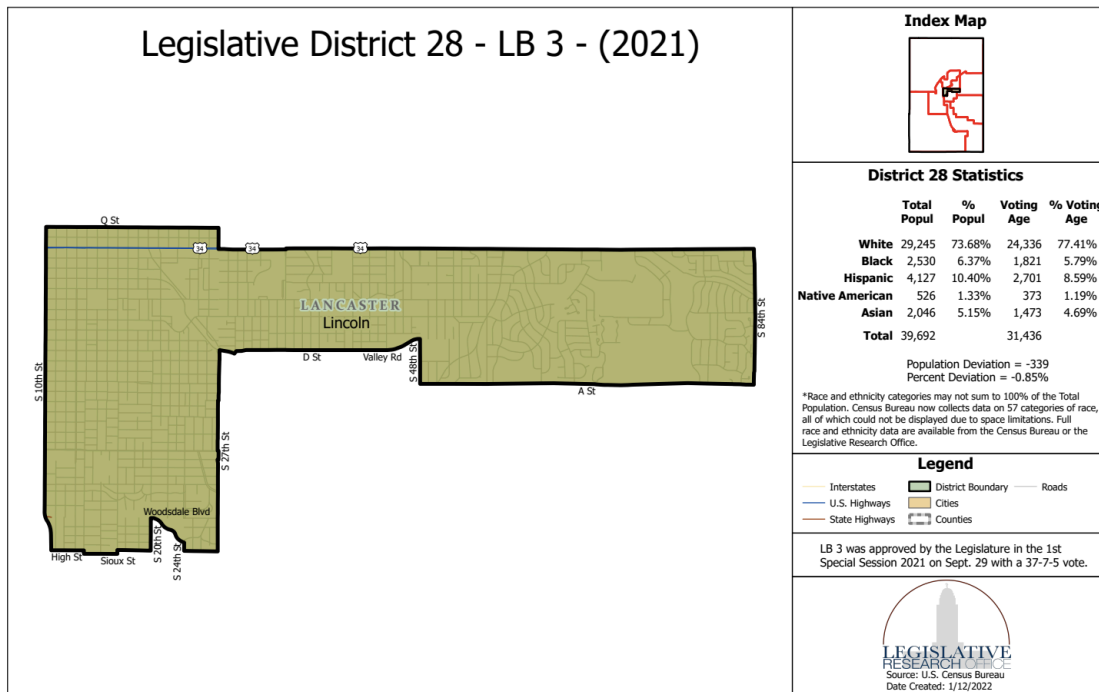 Legislative District 28 - LB 3 - (2021)
Q St
34
34
34
LANCASTER
Lincoln
D St
Valley Rd
S 48th St
A St
S 84th St
S 10th St
S 27th St
Woodsdale Blvd
High St
Sioux St
S 20th St
S 24th St
Index Map
District 28 Statistics
Total Popul % Popul Voting Age % Voting Age
White 29,245 73.68% 24,336 77.41%
Black 2,530 6.37% 1,821 5.79%
Hispanic 4,127 10.40% 2,701 8.59%
Native American 526 1.33% 373 1.19%
Asian 2,046 5.15% 1,473 4.69%
Total 39,692 31,436
Population Deviation = -339
Percent Deviation = -0.85%
*Race and ethnicity categories may not sum to 100% of the Total
Population. Census Bureau now collects data on 57 categories of race,
all of which could not be displayed due to space limitations. Full
race and ethnicity data are available from the Census Bureau or the
Legislative Research Office.
Legend
Interstates District Boundary Roads
U.S. Highways Cities
State Highways Counties
LB 3 was approved by the Legislature in the 1st
Special Session 2021 on Sept. 29 with a 37-7-5 vote.
LEGISLATIVE
RESEARCH OFFICE
Source: U.S. Census Bureau
Date Created: 1/12/2022